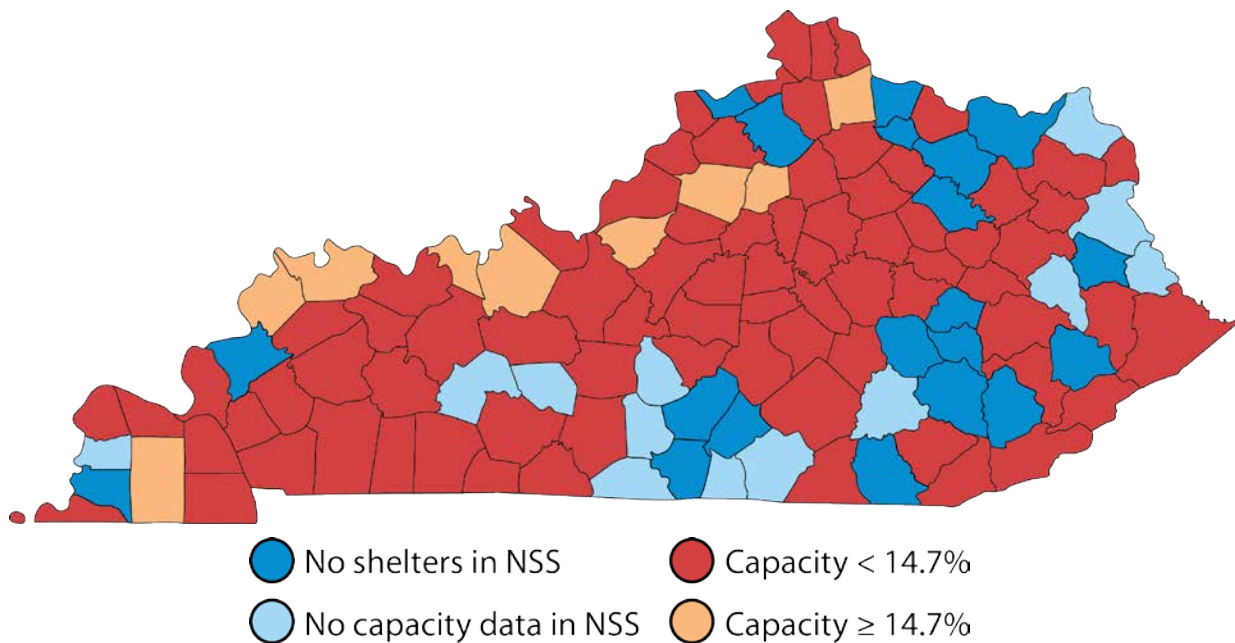 No shelters in NSS
Capacity < 14.7%
No capacity data in NSS
Capacity ≥ 14.7%